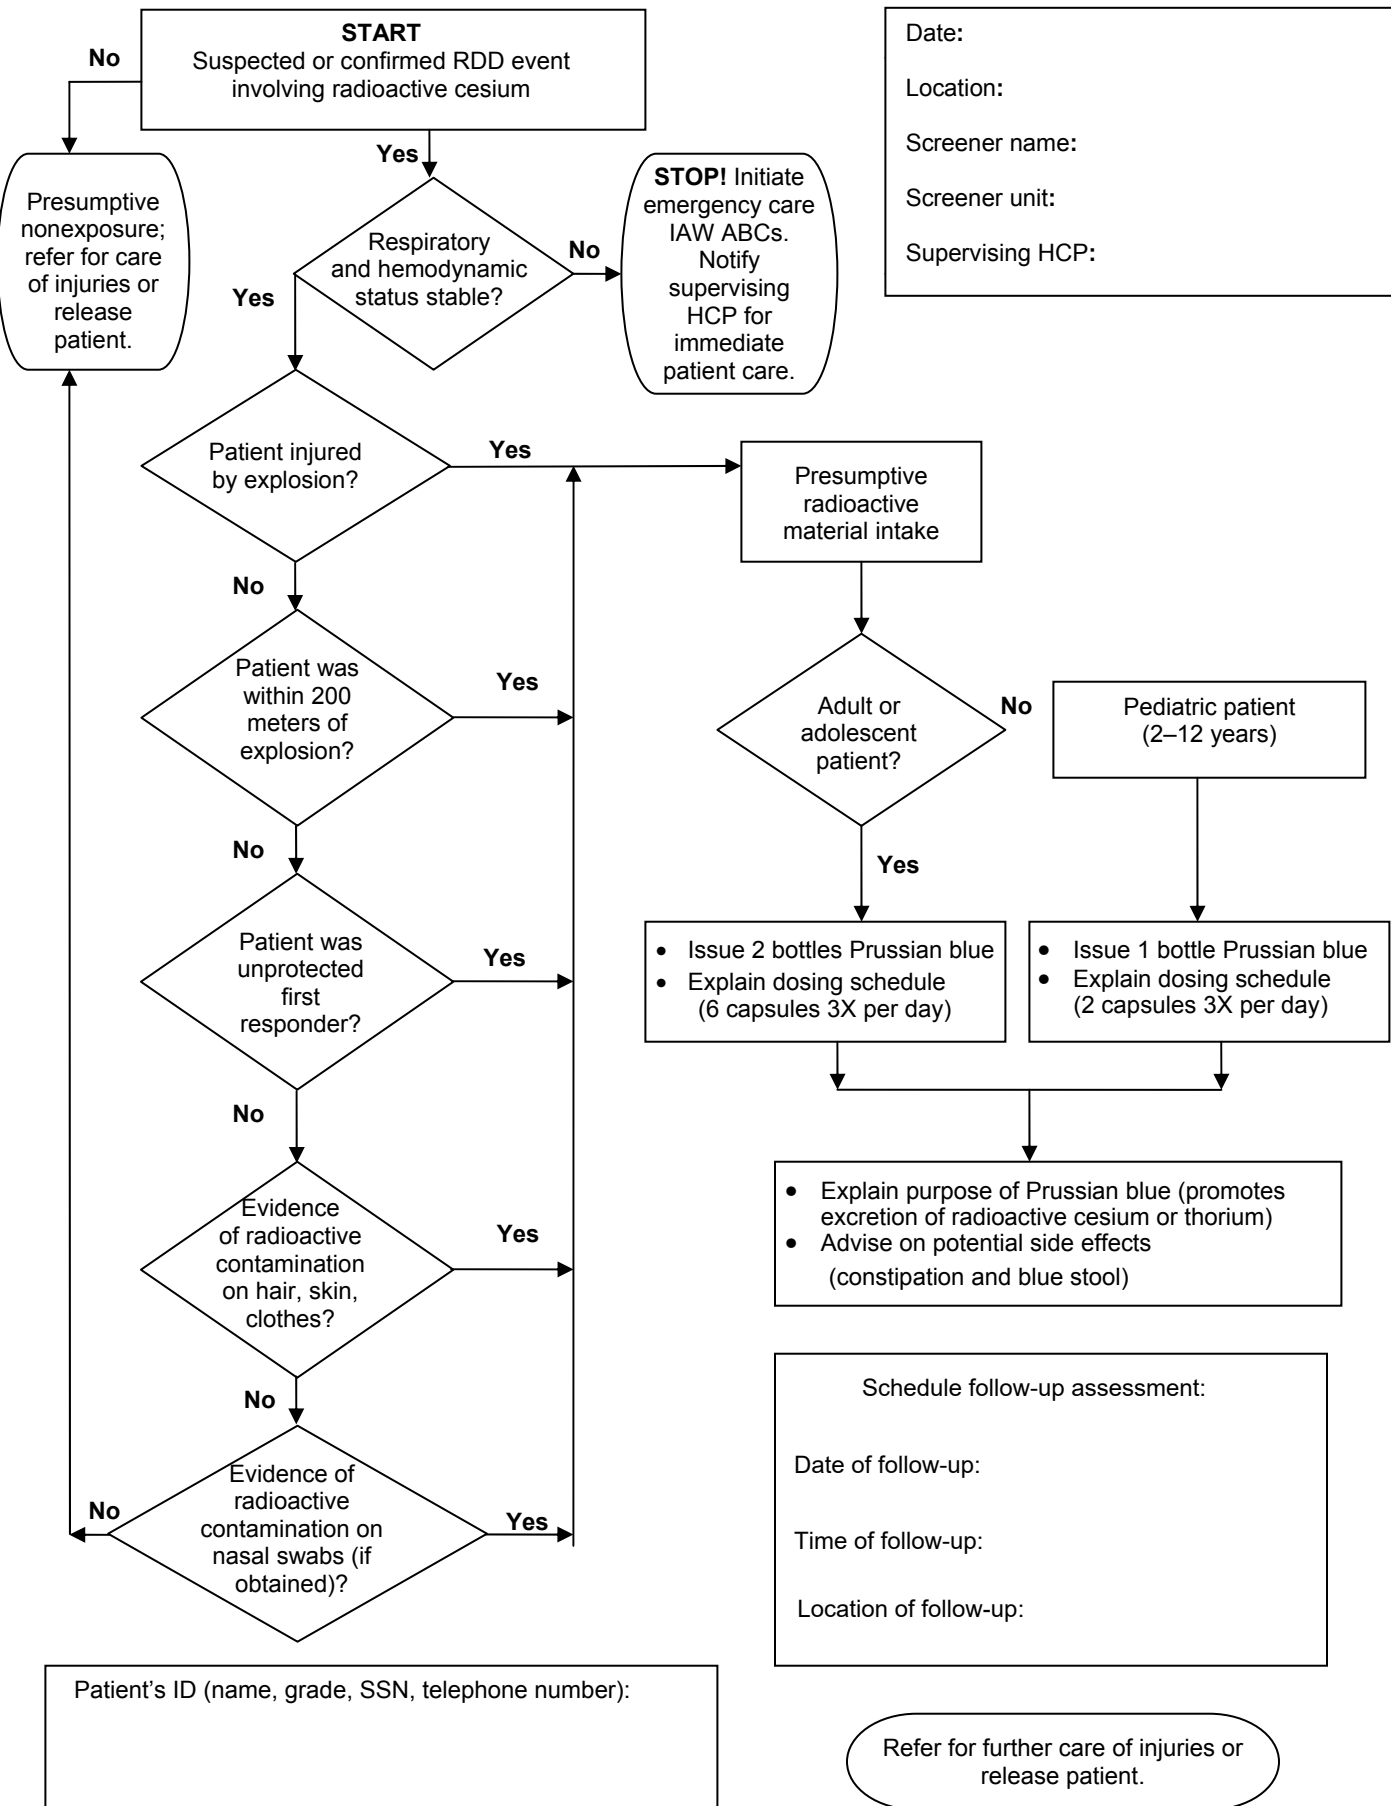 START
Suspected or confirmed RDD event
involving radioactive cesium
No
Yes
Date:
Location:
Screener name:
Screener unit:
Supervising HCP:
Presumptive
nonexposure;
refer for care
of injuries or
release
patient.
Respiratory
and hemodynamic
status stable?
No
Yes
STOP! Initiate
emergency care
IAW ABCs.
Notify
supervising
HCP for
immediate
patient care.
Patient injured
by explosion?
Yes
No
Presumptive
radioactive
material intake
Patient was
within 200
meters of
explosion?
Yes
No
Adult or
adolescent
patient?
No
Yes
Pediatric patient
(2–12 years)
Patient was
unprotected
first
responder?
Yes
No
• Issue 2 bottles Prussian blue
• Explain dosing schedule
(6 capsules 3X per day)
• Issue 1 bottle Prussian blue
• Explain dosing schedule
(2 capsules 3X per day)
Evidence
of radioactive
contamination
on hair, skin,
clothes?
Yes
No
• Explain purpose of Prussian blue (promotes
excretion of radioactive cesium or thorium)
• Advise on potential side effects
(constipation and blue stool)
Evidence of
radioactive
contamination on
nasal swabs (if
obtained)?
No
Yes
Schedule follow-up assessment:
Date of follow-up:
Time of follow-up:
Location of follow-up:
Patient’s ID (name, grade, SSN, telephone number):
Refer for further care of injuries or
release patient.